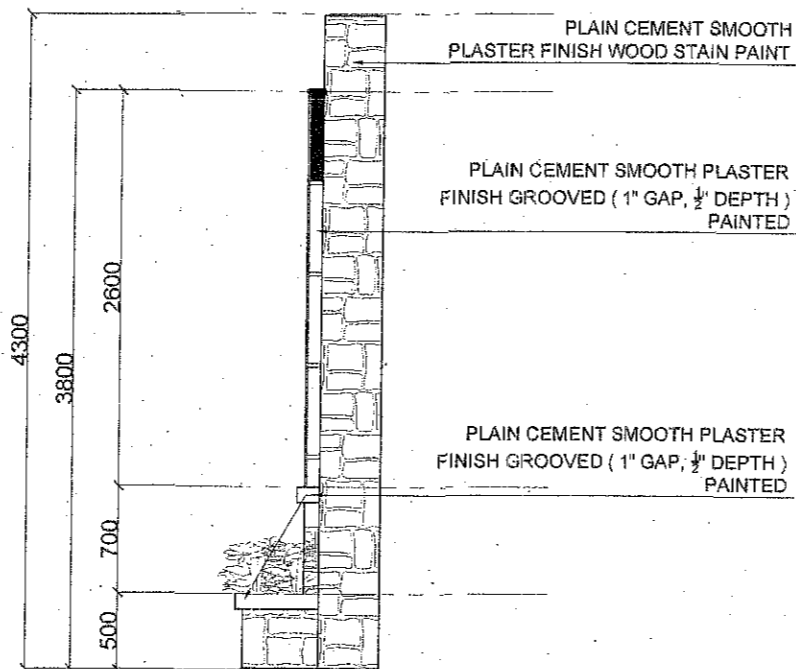 PLAIN CEMENT SMOOTH
PLASTER FINISH WOOD STAIN PAINT
PLAIN CEMENT SMOOTH PLASTER
FINISH GROOVED ( 1" GAP, ½" DEPTH )
PAINTED
PLAIN CEMENT SMOOTH PLASTER
FINISH GROOVED ( 1" GAP, ½" DEPTH )
PAINTED
4300
3800
2600
700
500